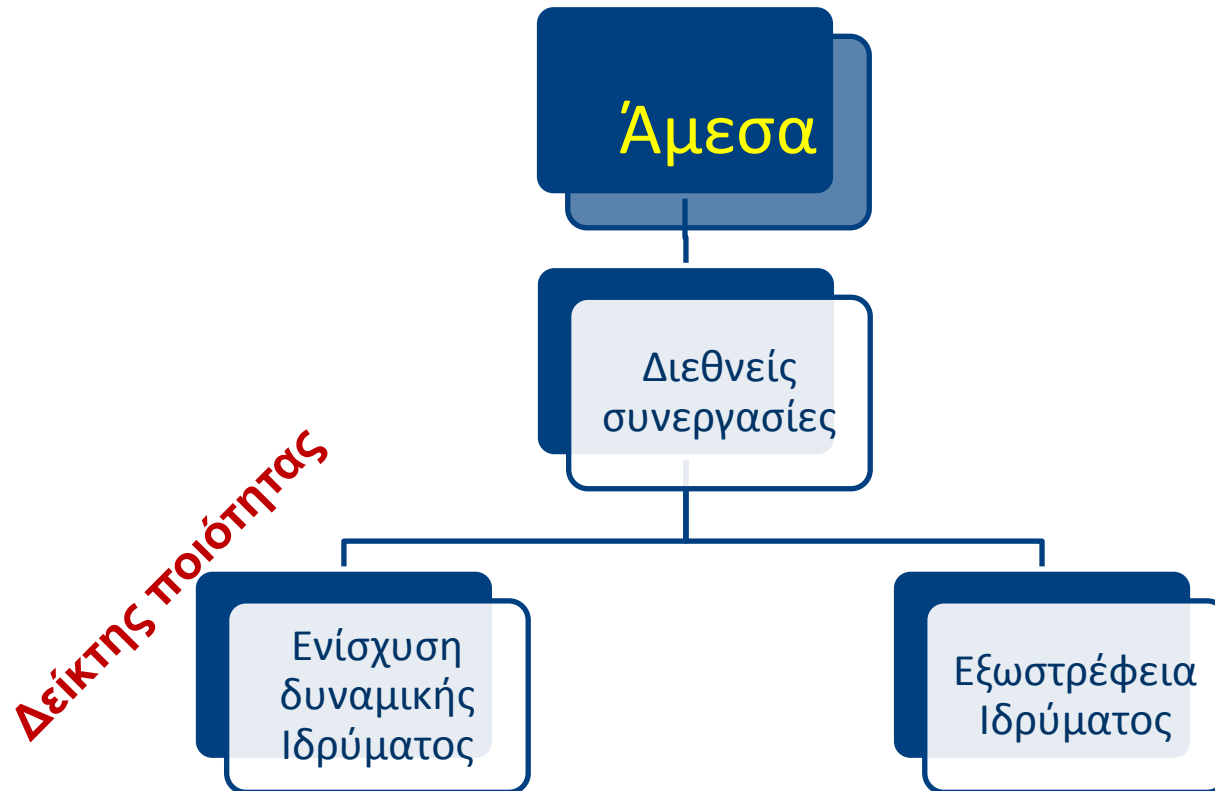 Άμεσα
Διεθνείς
συνεργασίες
Δείκτης ποιότητας
Ενίσχυση
δυναμικής
Ιδρύματος
Εξωστρέφεια
Ιδρύματος